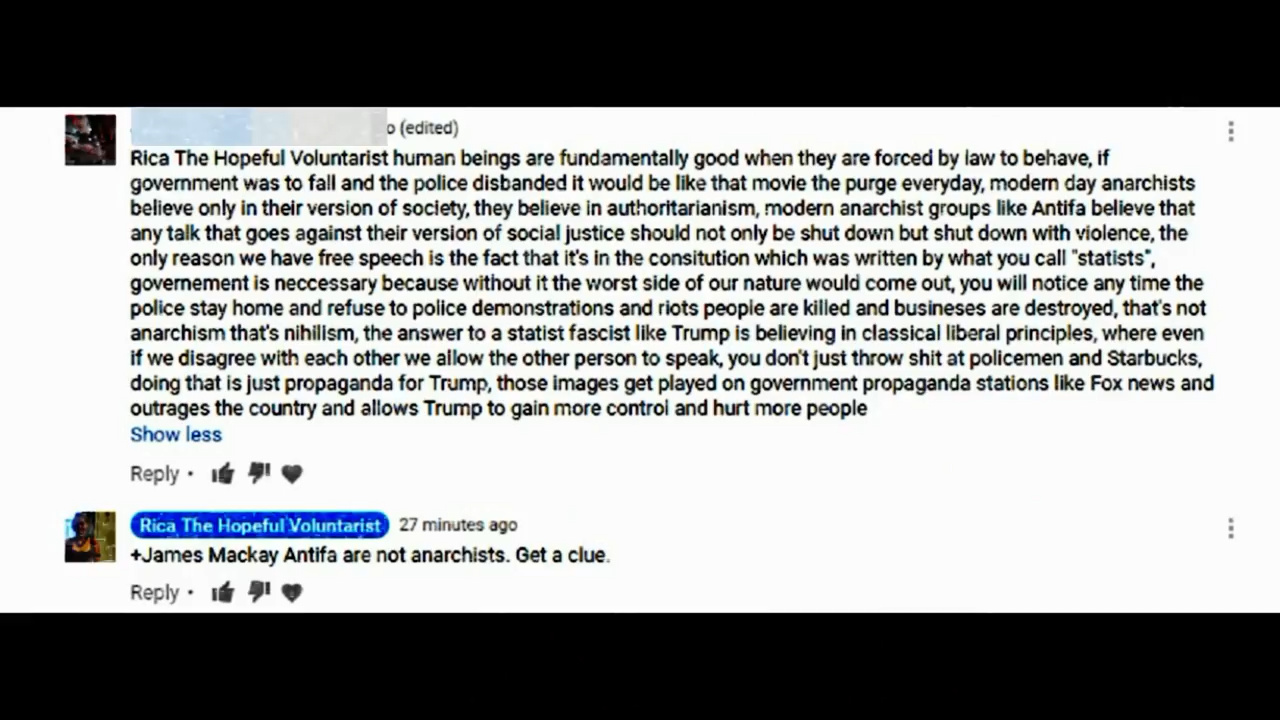 o (edited)
Rica The Hopeful Voluntarist human beings are fundamentally good when they are forced by law to behave, if
government was to fall and the police disbanded it would be like that movie the purge everyday, modern day anarchists
believe only in their version of society, they believe in authoritarianism, modern anarchist groups like Antifa believe that
any talk that goes against their version of social justice should not only be shut down but shut down with violence, the
only reason we have free speech is the fact that it's in the consitution which was written by what you call "statists",
governement is neccessary because without it the worst side of our nature would come out, you will notice any time the
police stay home and refuse to police demonstrations and riots people are killed and busineses are destroyed, that's not
anarchism that's nihilism, the answer to a statist fascist like Trump is believing in classical liberal principles, where even
if we disagree with each other we allow the other person to speak, you don't just throw shit at policemen and Starbucks,
doing that is just propaganda for Trump, those images get played on government propaganda stations like Fox news and
outrages the country and allows Trump to gain more control and hurt more people
Show less
Reply •
Rica The Hopeful Voluntarist 27 minutes ago
+James Mackay Antifa are not anarchists. Get a clue.
Reply •